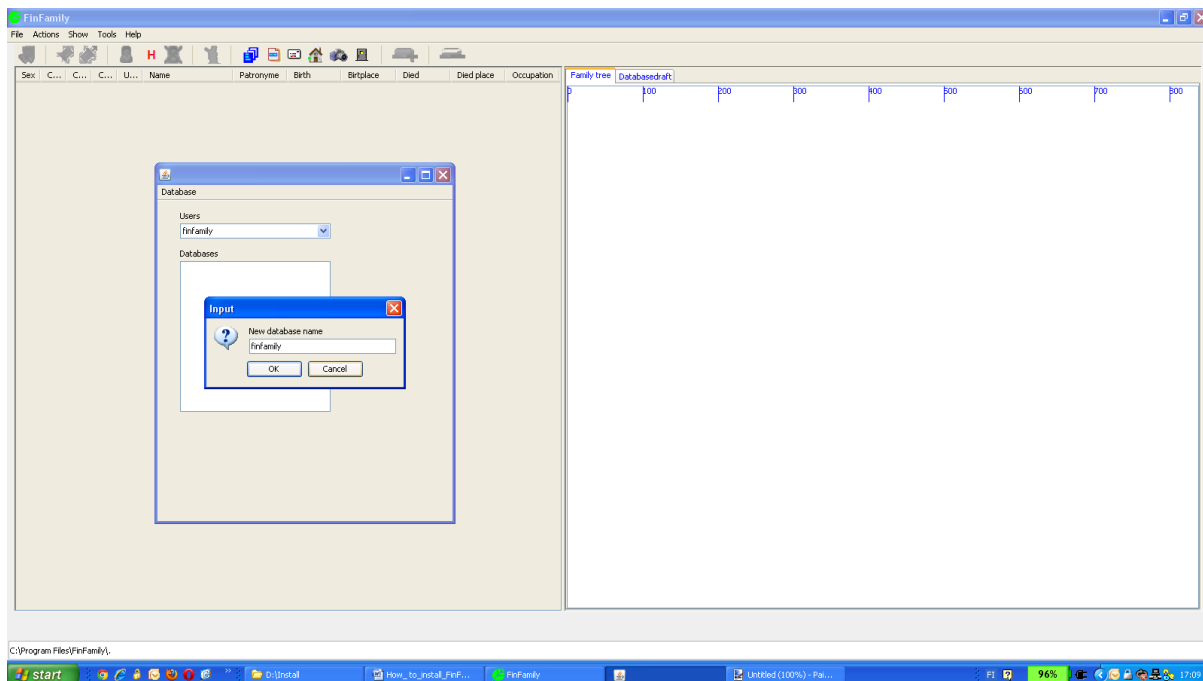 FinFamily
File Actions Show Tools Help
H
Sex C... C... C... U... Name Patronyme Birth Birtplace Died Died place Occupation
Family tree Databasedraft
0 100 200 300 400 500 600 700 800
Database
Users
finfamily
Databases
Input
New database name
finfamily
OK Cancel
C:\Program Files\FinFamily\.
start D:\Install How_to_install_FinF... FinFamily Untitled (100%) - Pai... FI 96% 17:09